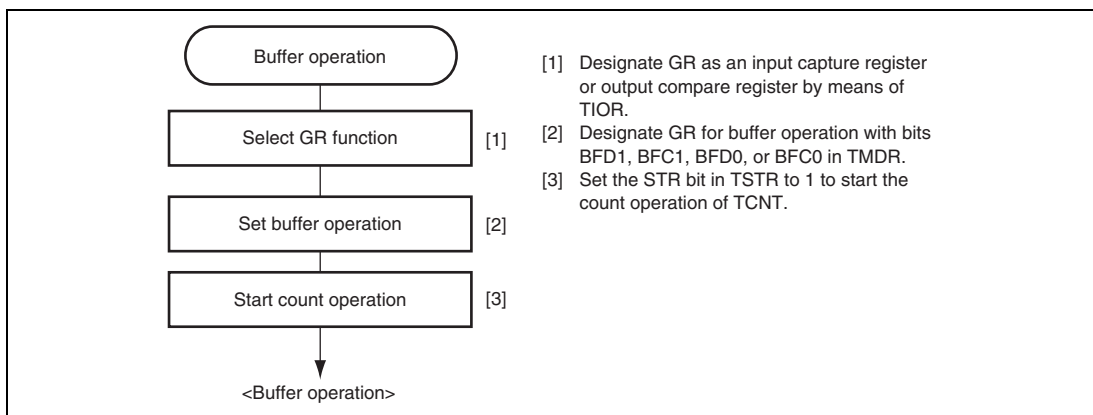 Buffer operation
Select GR function
[1]
Set buffer operation
[2]
Start count operation
[3]
<Buffer operation>
[1] Designate GR as an input capture register
or output compare register by means of
TIOR.
[2] Designate GR for buffer operation with bits
BFD1, BFC1, BFD0, or BFC0 in TMDR.
[3] Set the STR bit in TSTR to 1 to start the
count operation of TCNT.